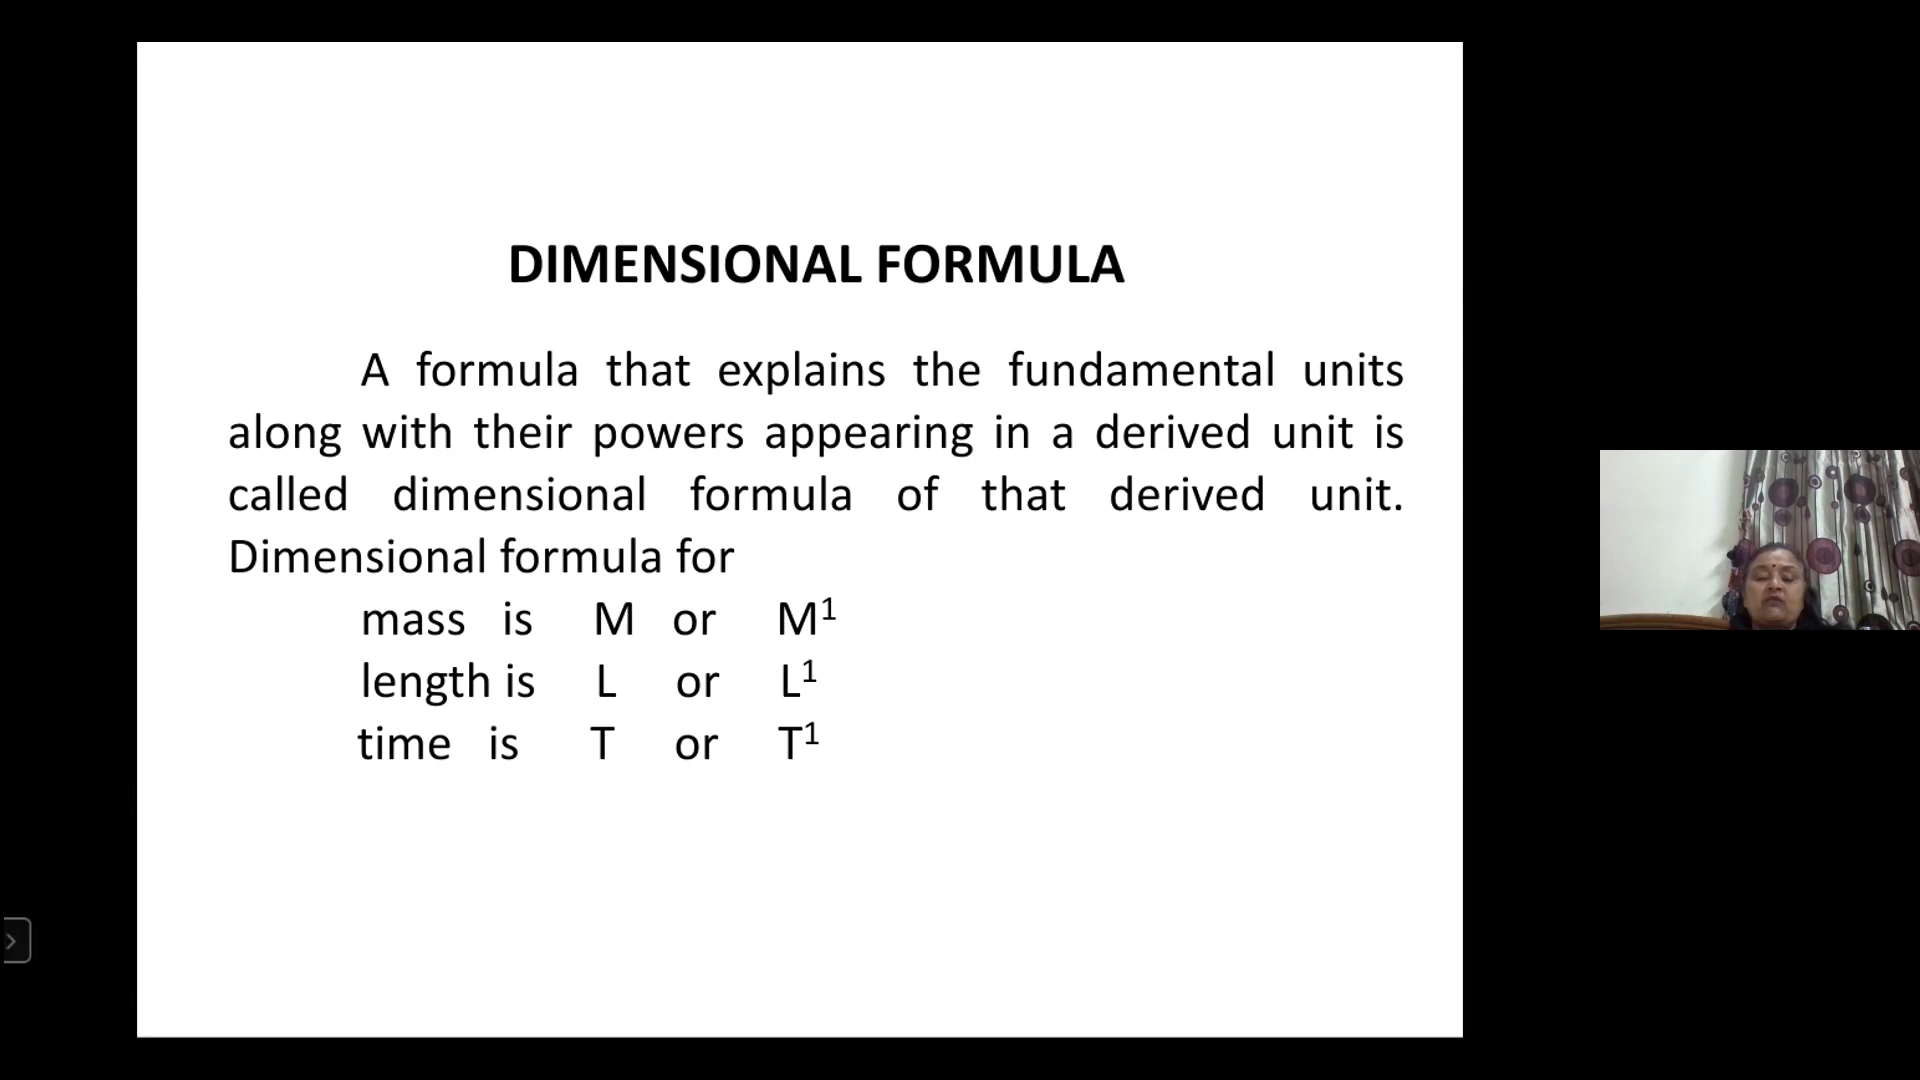 DIMENSIONAL FORMULA
A formula that explains the fundamental units
along with their powers appearing in a derived unit is
called dimensional formula of that derived unit.
Dimensional formula for
mass is M or M¹
length is L or L¹
time is T or T¹